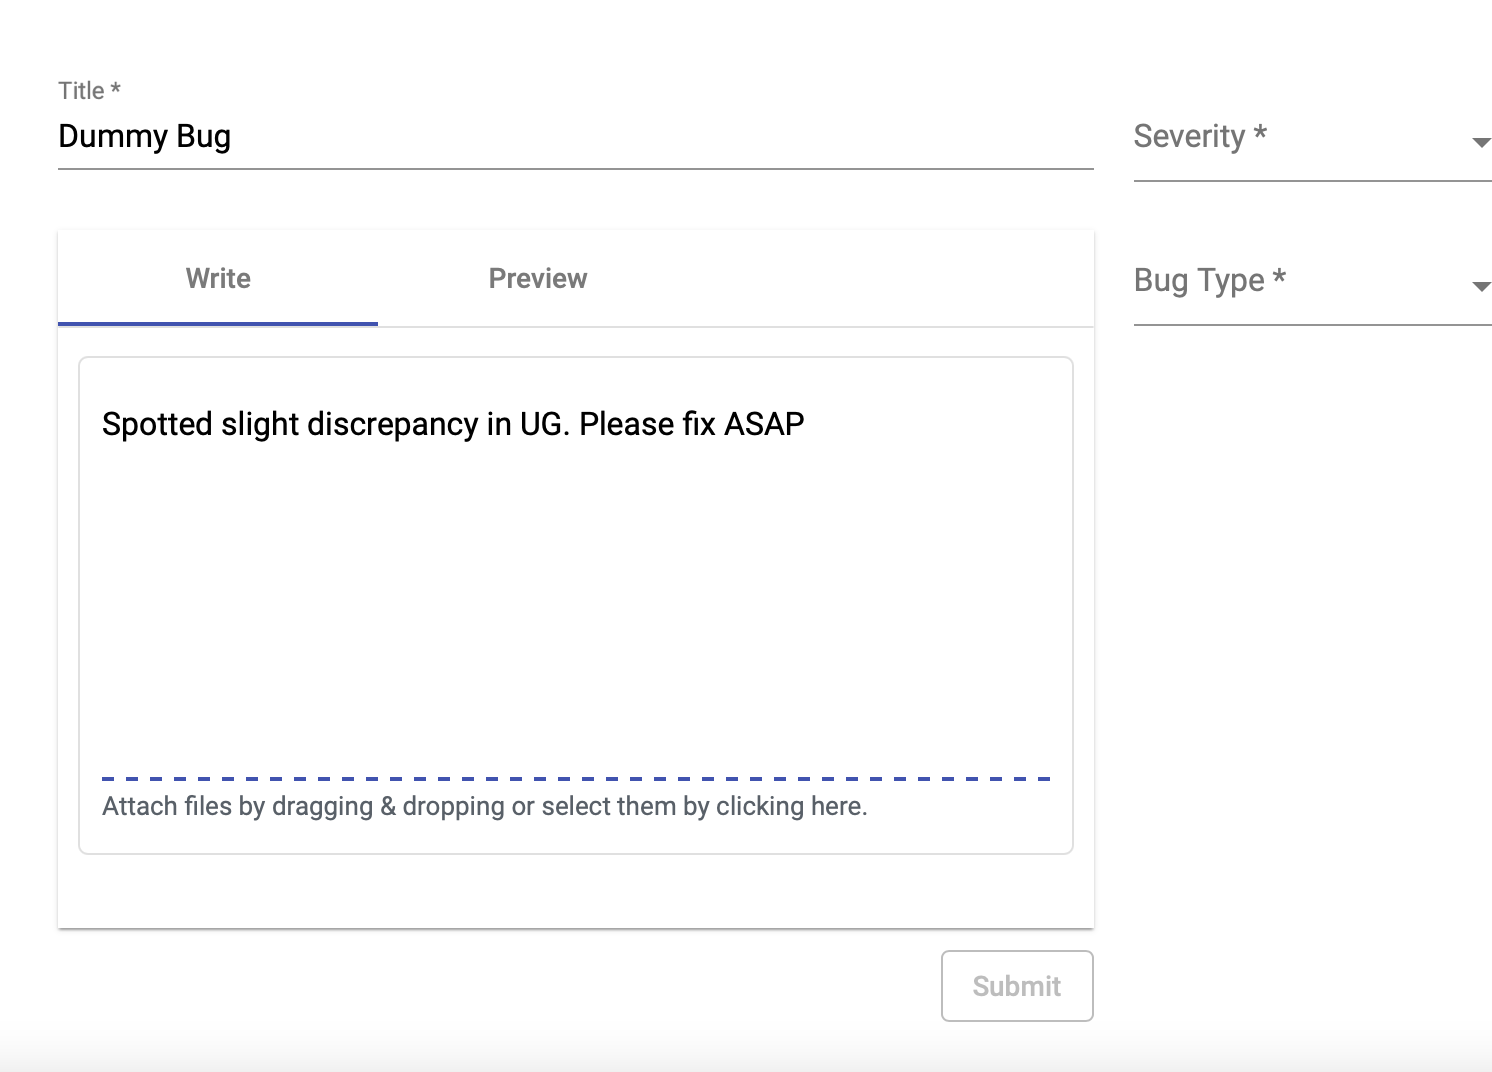 Title *
Dummy Bug
Severity *
Write
Preview
Bug Type *
Spotted slight discrepancy in UG. Please fix ASAP
Attach files by dragging & dropping or select them by clicking here.
Submit